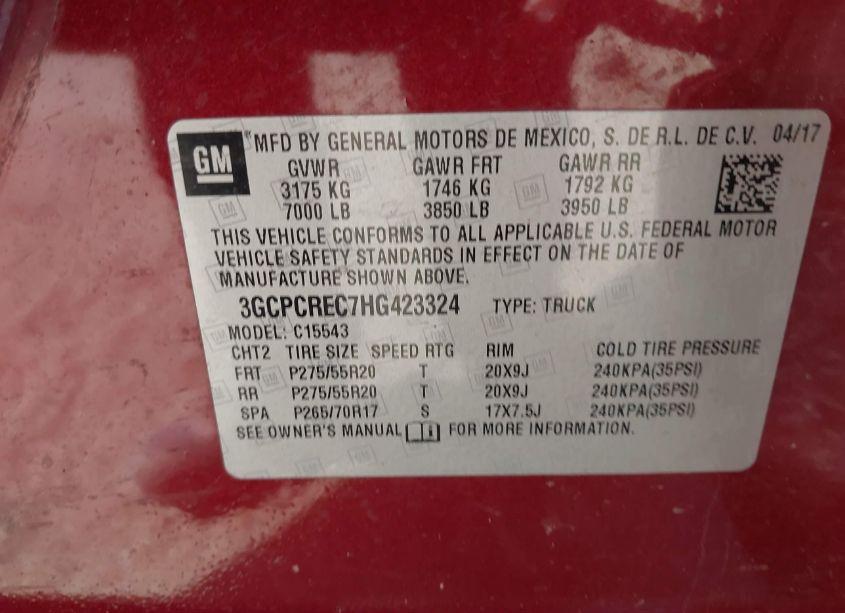 GM ® MFD BY GENERAL MOTORS DE MEXICO, S. DE R.L. DE C.V. 04/17
GVWR GAWR FRT GAWR RR
3175 KG 1746 KG 1792 KG
7000 LB 3850 LB 3950 LB
THIS VEHICLE CONFORMS TO ALL APPLICABLE U.S. FEDERAL MOTOR
VEHICLE SAFETY STANDARDS IN EFFECT ON THE DATE OF
MANUFACTURE SHOWN ABOVE.
3GCPCREC7HG423324 TYPE: TRUCK
MODEL: C15543
CHT2 TIRE SIZE SPEED RTG RIM COLD TIRE PRESSURE
FRT P275/55R20 T 20X9J 240KPA(35PSI)
RR P275/55R20 T 20X9J 240KPA(35PSI)
SPA P265/70R17 S 17X7.5J 240KPA(35PSI)
SEE OWNER'S MANUAL FOR MORE INFORMATION.